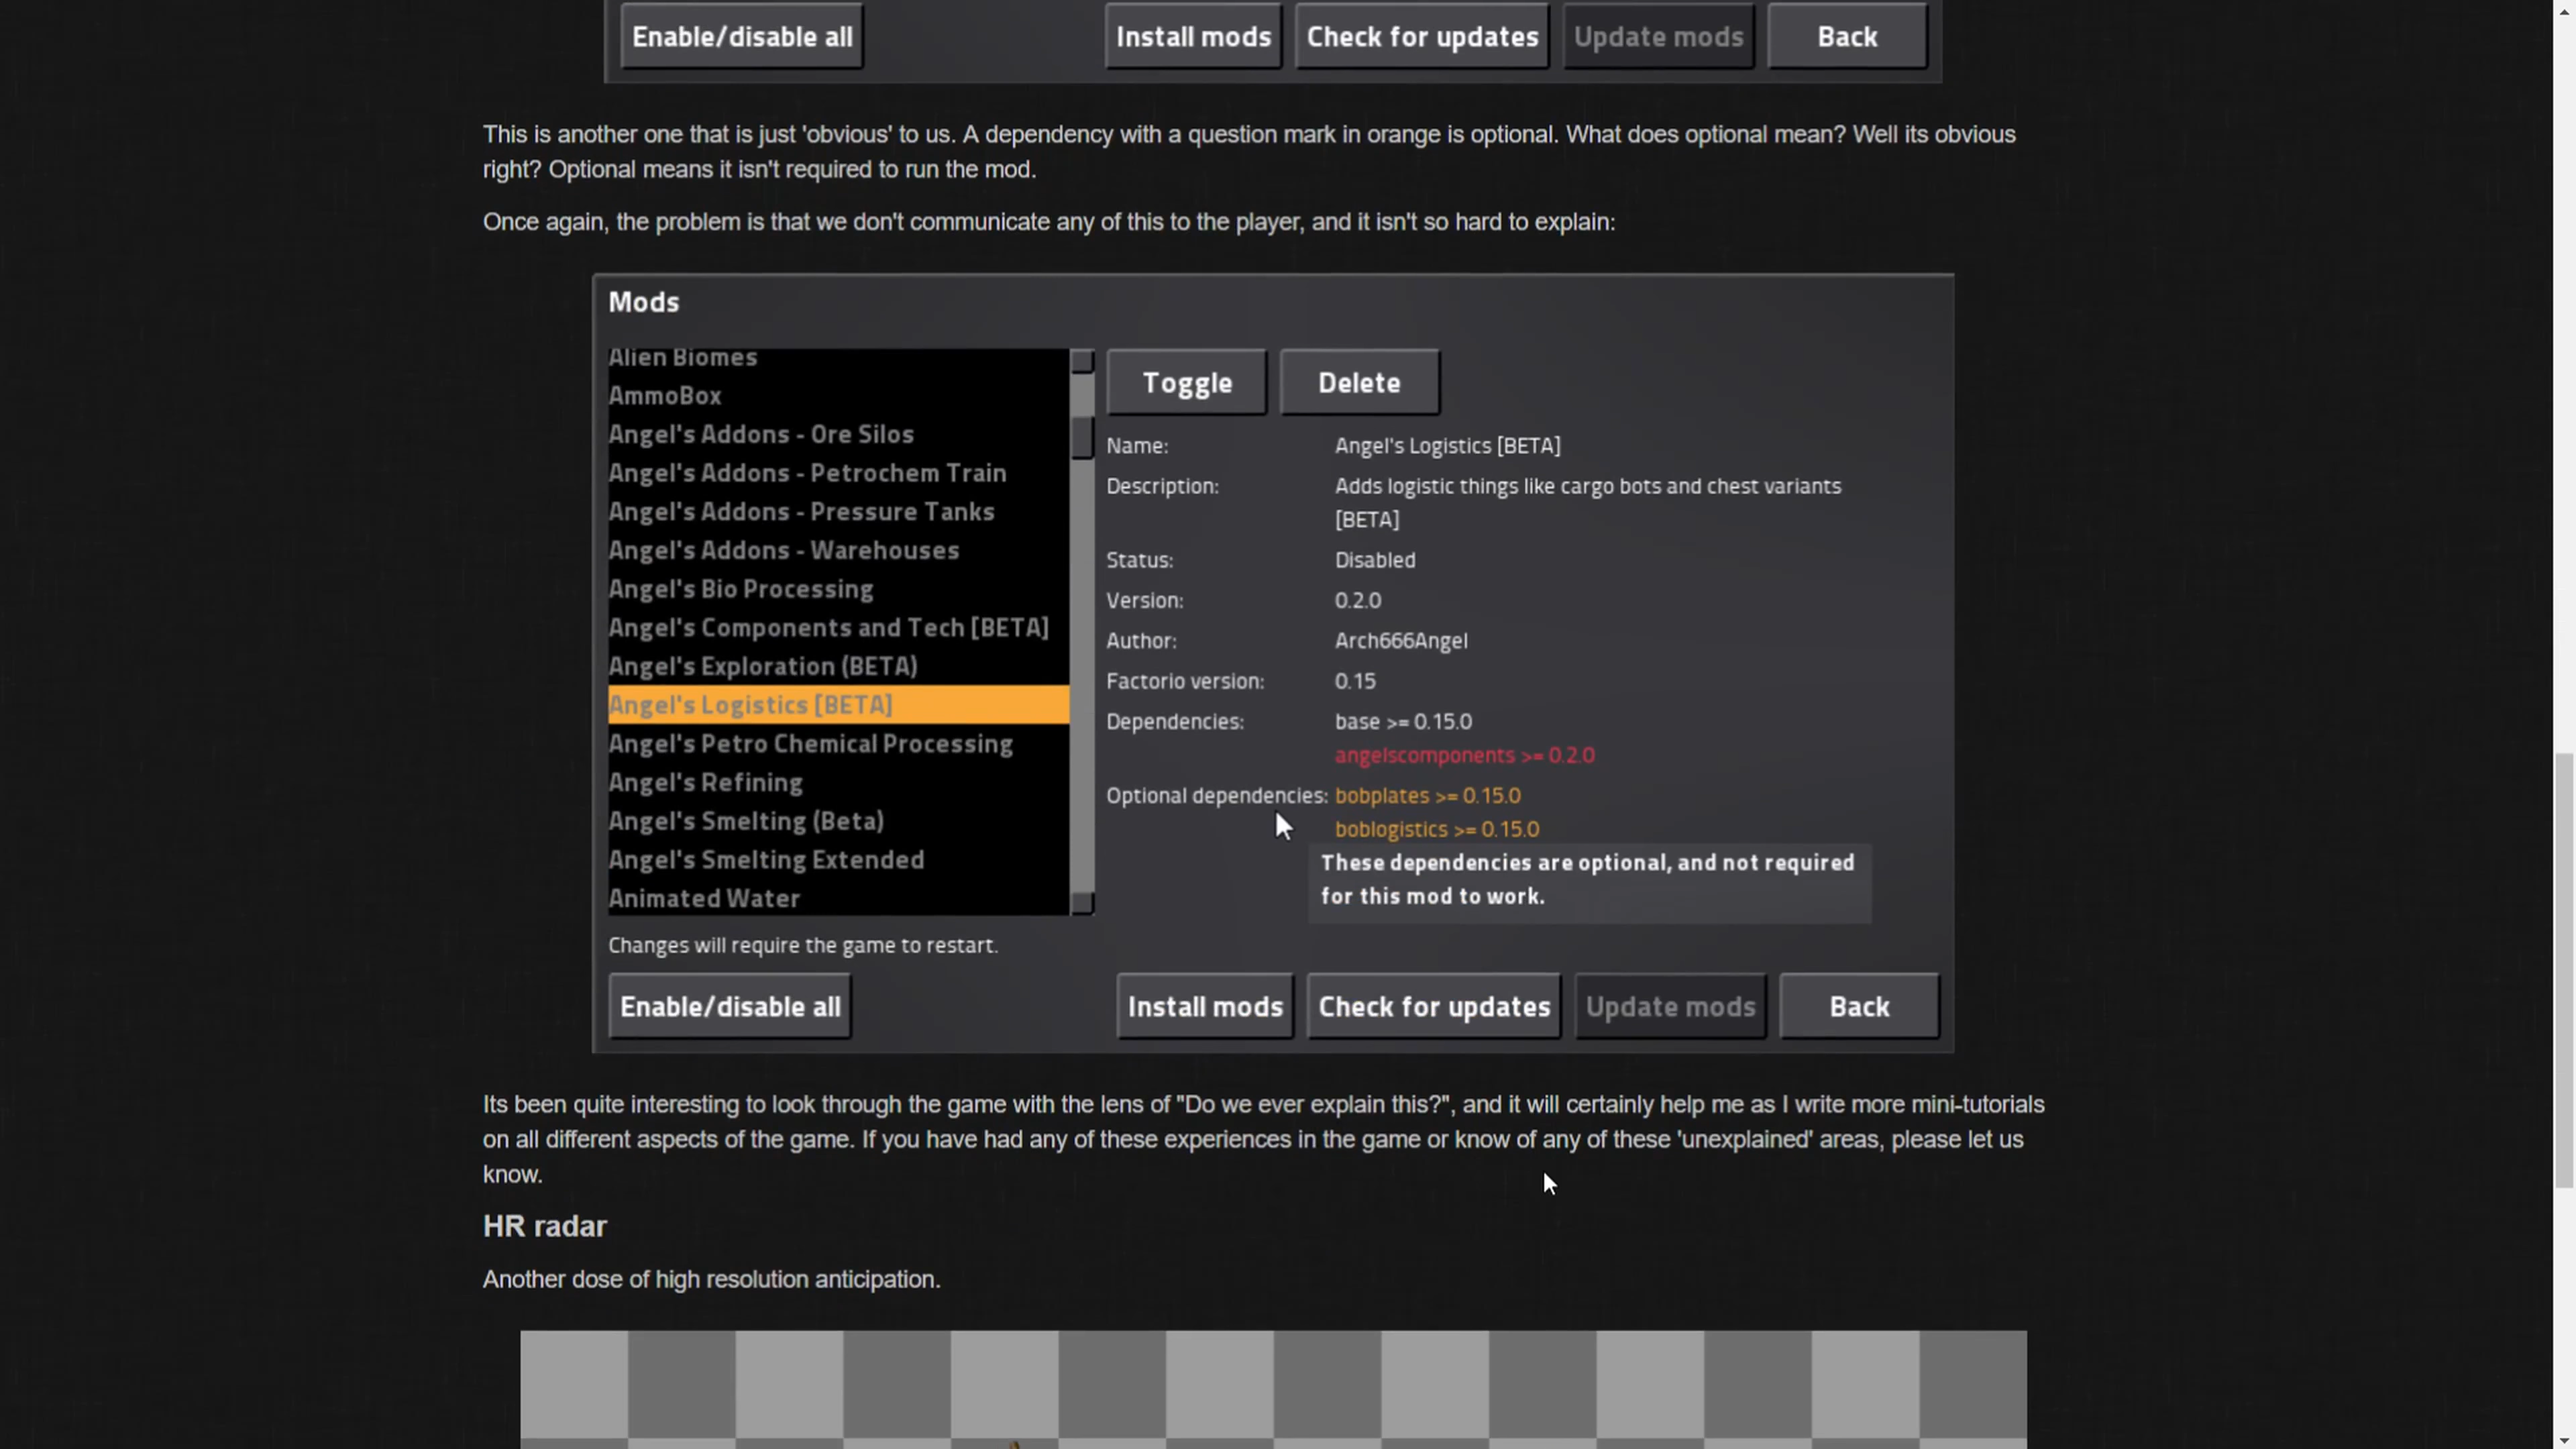 Enable/disable all Install mods Check for updates Update mods Back
This is another one that is just 'obvious' to us. A dependency with a question mark in orange is optional. What does optional mean? Well its obvious
right? Optional means it isn't required to run the mod.
Once again, the problem is that we don't communicate any of this to the player, and it isn't so hard to explain:
Mods
Alien Biomes
AmmoBox
Angel's Addons - Ore Silos
Angel's Addons - Petrochem Train
Angel's Addons - Pressure Tanks
Angel's Addons - Warehouses
Angel's Bio Processing
Angel's Components and Tech [BETA]
Angel's Exploration (BETA)
Angel's Logistics [BETA]
Angel's Petro Chemical Processing
Angel's Refining
Angel's Smelting (Beta)
Angel's Smelting Extended
Animated Water
Toggle Delete
Name: Angel's Logistics [BETA]
Description: Adds logistic things like cargo bots and chest variants
[BETA]
Status: Disabled
Version: 0.2.0
Author: Arch666Angel
Factorio version: 0.15
Dependencies: base >= 0.15.0
angelscomponents >= 0.2.0
Optional dependencies: bobplates >= 0.15.0
boblogistics >= 0.15.0
These dependencies are optional, and not required
for this mod to work.
Changes will require the game to restart.
Enable/disable all Install mods Check for updates Update mods Back
Its been quite interesting to look through the game with the lens of "Do we ever explain this?", and it will certainly help me as I write more mini-tutorials
on all different aspects of the game. If you have had any of these experiences in the game or know of any of these 'unexplained' areas, please let us
know.
HR radar
Another dose of high resolution anticipation.